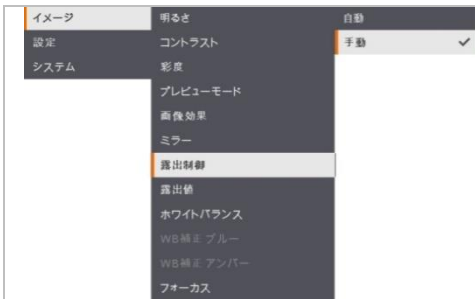 イメージ
設定
システム
明るさ
コントラスト
彩度
プレビューモード
画像効果
ミラー
露出制御
露出値
ホワイトバランス
WB補正 ブルー
WB補正 アンバー
フォーカス
自動
手動